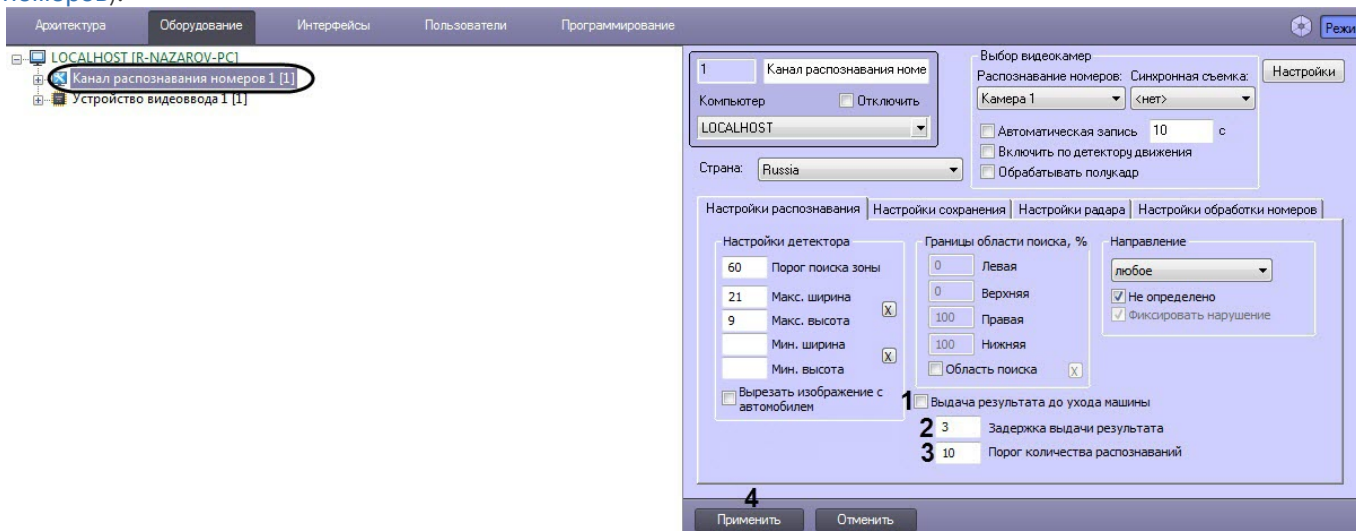 номеров).
Архитектура Оборудование Интерфейсы Пользователи Программирование Режи
LOCALHOST [R-NAZAROV-PC]
Канал распознавания номеров 1 [1]
Устройство видеоввода 1 [1]
1 Канал распознавания номе
Компьютер Отключить
LOCALHOST
Страна: Russia
Выбор видеокамер
Распознавание номеров: Синхронная съемка:
Камера 1 <нет>
Автоматическая запись 10 с
Включить по детектору движения
Обрабатывать полукадр
Настройки
Настройки распознавания Настройки сохранения Настройки радара Настройки обработки номеров
Настройки детектора
60 Порог поиска зоны
21 Макс. ширина
9 Макс. высота
X
Мин. ширина
Мин. высота
X
Вырезать изображение с
автомобилем
Границы области поиска, %
0 Левая
0 Верхняя
100 Правая
100 Нижняя
Область поиска X
Направление
любое
Не определено
Фиксировать нарушение
1 Выдача результата до ухода машины
2 3 Задержка выдачи результата
3 10 Порог количества распознаваний
4
Применить Отменить